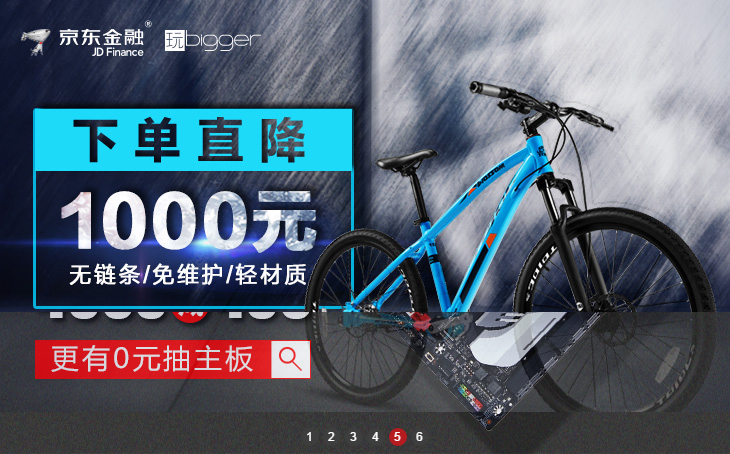 京东金融®
JD Finance
玩bigger
下单直降
1000元
无链条/免维护/轻材质
更有0元抽主板
1 2 3 4 5 6